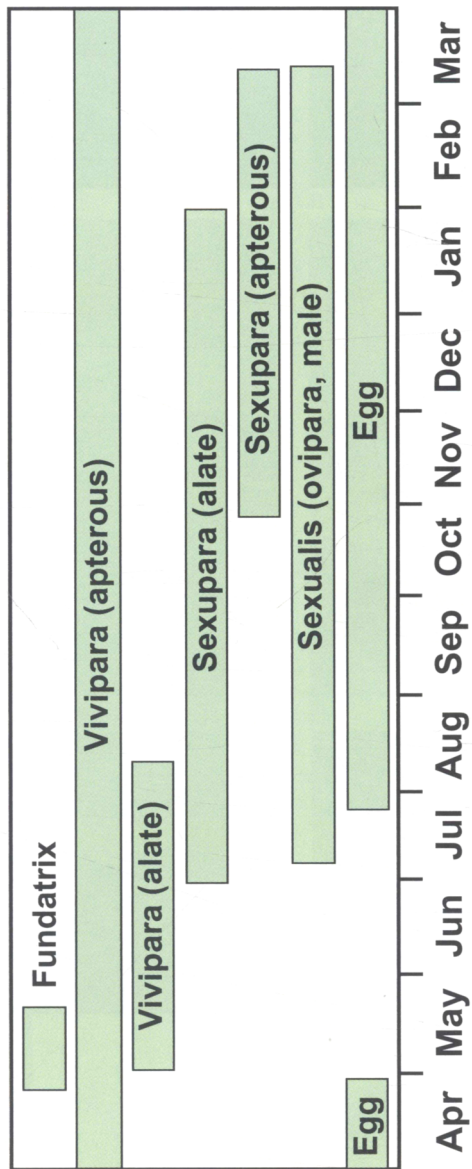 Fundatrix
Vivipara (apterous)
Vivipara (alate)
Sexupara (alate)
Sexupara (apterous)
Sexualis (ovipara, male)
Egg
Egg
Apr May Jun Jul Aug Sep Oct Nov Dec Jan Feb Mar